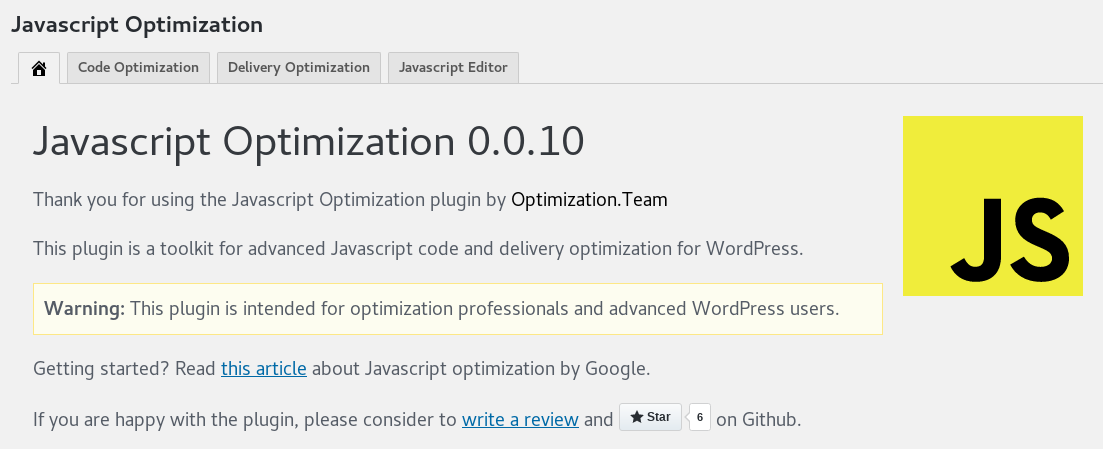 Javascript Optimization
Code Optimization
Delivery Optimization
Javascript Editor
Javascript Optimization 0.0.10
Thank you for using the Javascript Optimization plugin by Optimization.Team
This plugin is a toolkit for advanced Javascript code and delivery optimization for WordPress.
Warning: This plugin is intended for optimization professionals and advanced WordPress users.
Getting started? Read this article about Javascript optimization by Google.
If you are happy with the plugin, please consider to write a review and Star 6 on Github.
JS